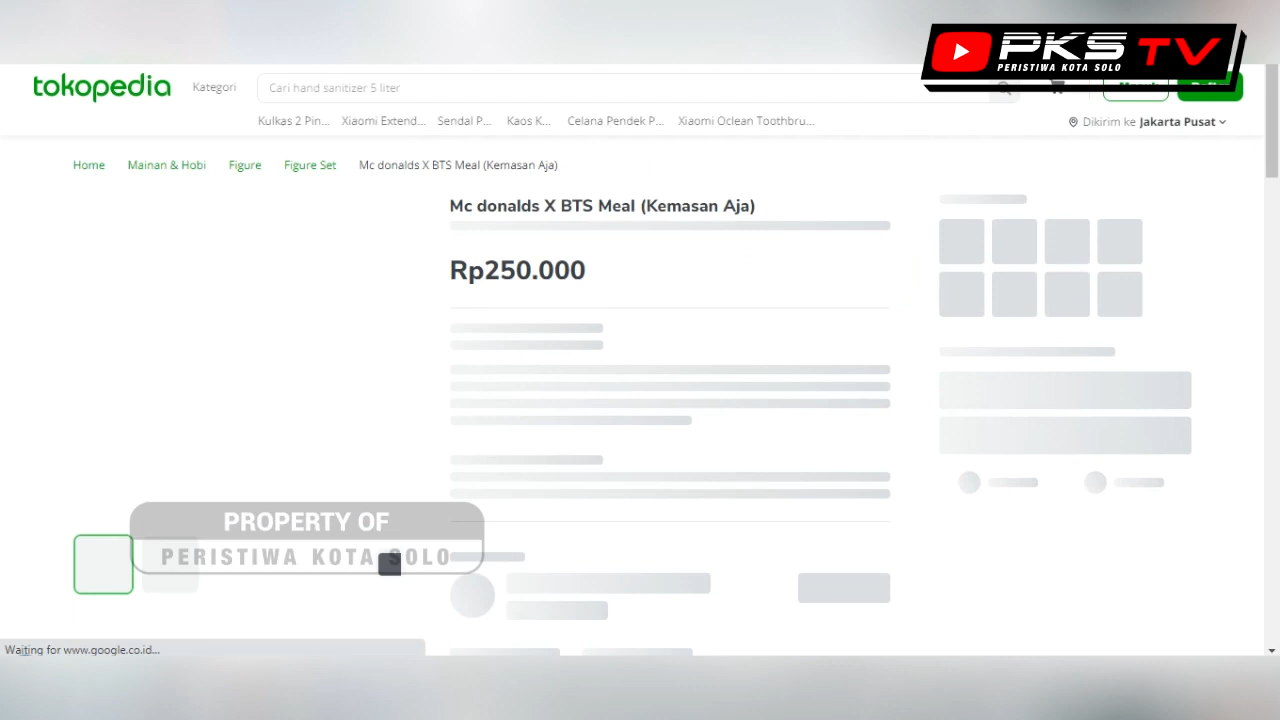 PKS TV
PERISTIWA KOTA SOLO
tokopedia
Kategori
Cari hand sanitizer 5 liter
Kulkas 2 Pin... Xiaomi Extend... Sendal P... Kaos K... Celana Pendek P... Xiaomi Oclean Toothbru...
Dikirim ke Jakarta Pusat
Home Mainan & Hobi Figure Figure Set Mc donalds X BTS Meal (Kemasan Aja)
Mc donalds X BTS Meal (Kemasan Aja)
Rp250.000
PROPERTY OF
PERISTIWA KOTA SOLO
Waiting for www.google.co.id...